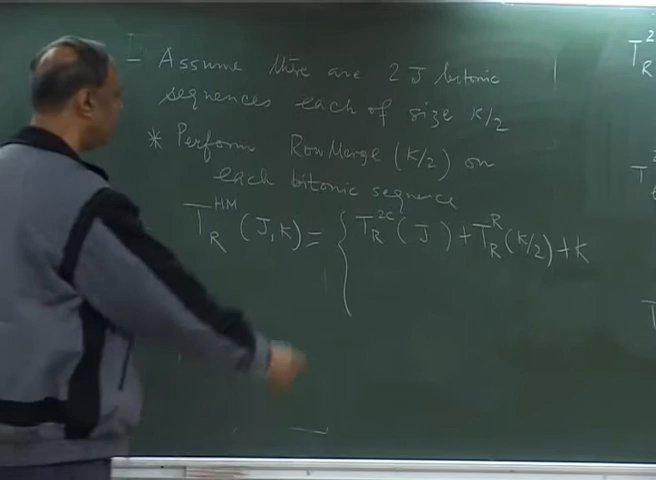 Assume there are 2J bitonic
sequences each of size K/2
* Perform RowMerge (K/2) on
each bitonic sequence
T_R^{HM} (J,K) = { T_R^{2C} (J) + T_R^R (K/2) + K
T_R^2
T
T